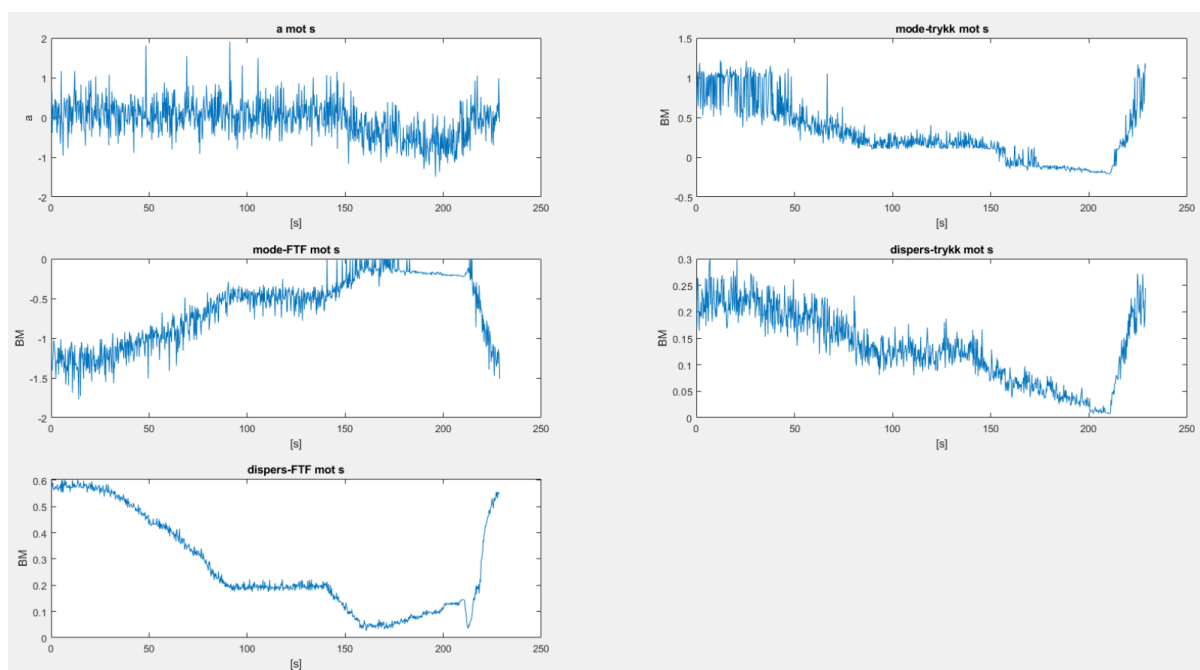 a mot s
2
1
0
-1
-2
a
0 50 100 150 200 250
[s]
mode-trykk mot s
1.5
1
0.5
0
-0.5
BM
0 50 100 150 200 250
[s]
mode-FTF mot s
0
-0.5
-1
-1.5
-2
BM
0 50 100 150 200 250
[s]
dispers-trykk mot s
0.3
0.25
0.2
0.15
0.1
0.05
0
BM
0 50 100 150 200 250
[s]
dispers-FTF mot s
0.6
0.5
0.4
0.3
0.2
0.1
0
BM
0 50 100 150 200 250
[s]